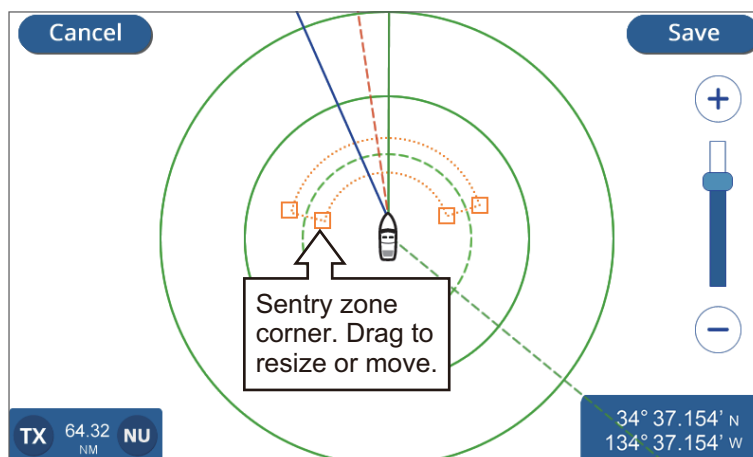 Cancel
Save
+
Sentry zone
corner. Drag to
resize or move.
−
TX 64.32 NU
NM
34° 37.154' N
134° 37.154' W